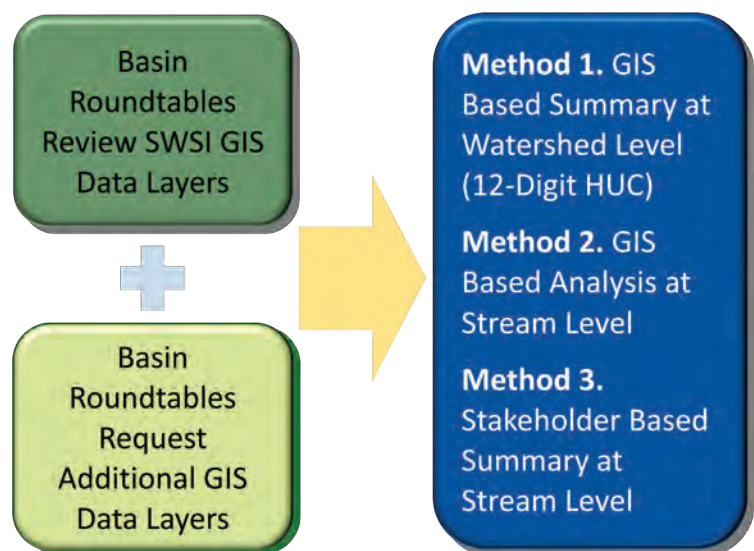 Basin
Roundtables
Review SWSI GIS
Data Layers
Basin
Roundtables
Request
Additional GIS
Data Layers
Method 1. GIS
Based Summary at
Watershed Level
(12-Digit HUC)
Method 2. GIS
Based Analysis at
Stream Level
Method 3.
Stakeholder Based
Summary at
Stream Level